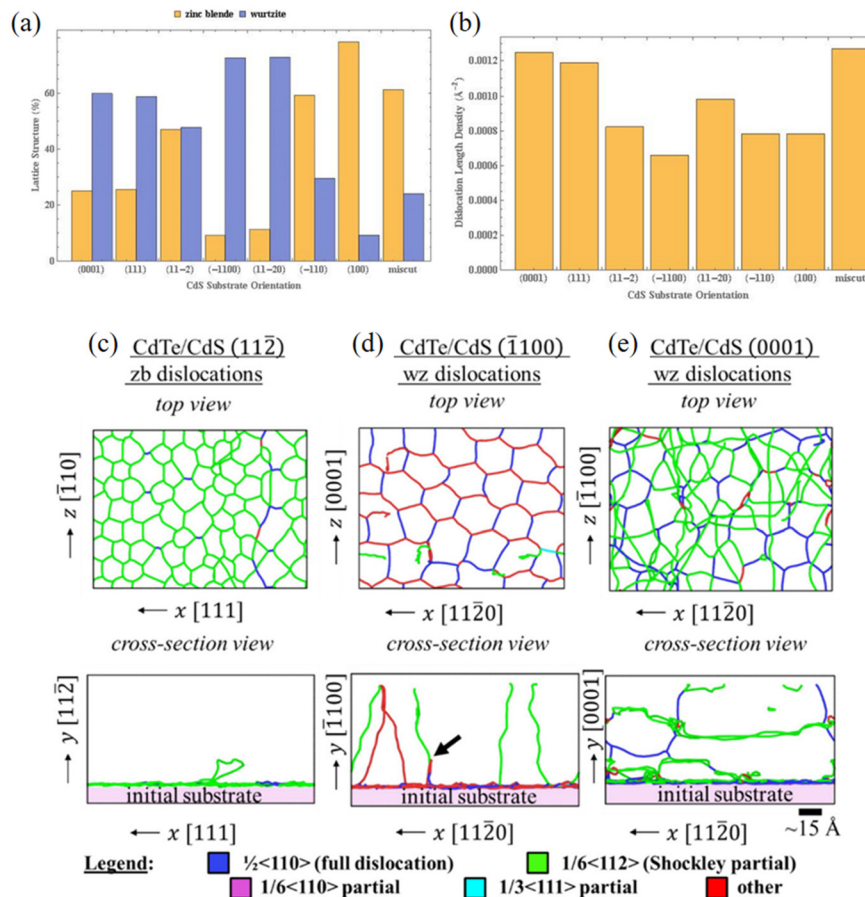 (a)
zinc blende wurtzite
Lattice Structure (%)
60
40
20
0
(0001) (111) (11−2) (−1100) (11−20) (−110) (100) miscut
CdS Substrate Orientation
(b)
Dislocation Length Density (Å⁻²)
0.0012
0.0010
0.0008
0.0006
0.0004
0.0002
0.0000
(0001) (111) (11−2) (−1100) (11−20) (−110) (100) miscut
CdS Substrate Orientation
(c) CdTe/CdS (112̄)
zb dislocations
top view
z [1̄10]
x [111]
cross-section view
y [112̄]
initial substrate
x [111]
(d) CdTe/CdS (1̄100)
wz dislocations
top view
z [0001]
x [112̄0]
cross-section view
y [1̄100]
initial substrate
x [112̄0]
(e) CdTe/CdS (0001)
wz dislocations
top view
z [1̄100]
x [112̄0]
cross-section view
y [0001]
initial substrate
x [112̄0]
~15 Å
Legend: ½<110> (full dislocation) 1/6<112> (Shockley partial)
1/6<110> partial 1/3<111> partial other